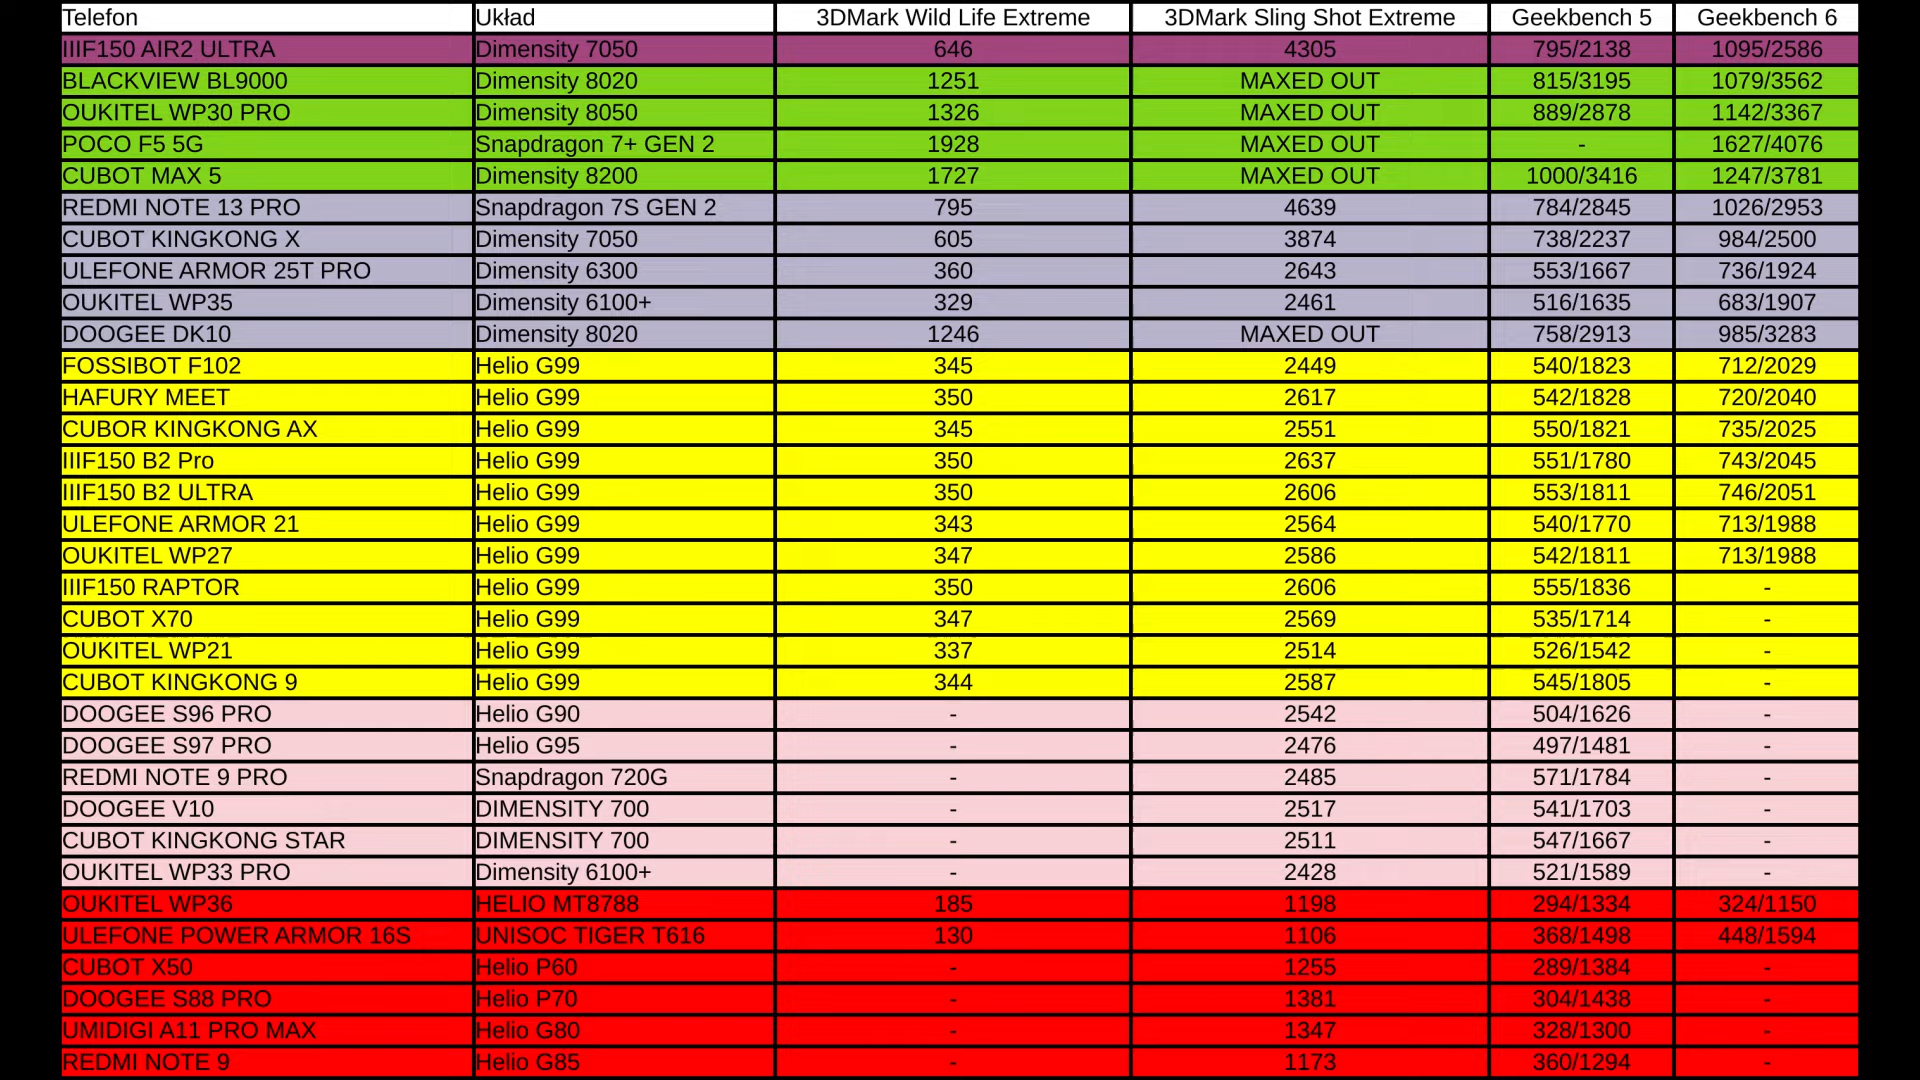 Telefon Układ 3DMark Wild Life Extreme 3DMark Sling Shot Extreme Geekbench 5 Geekbench 6
IIIF150 AIR2 ULTRA Dimensity 7050 646 4305 795/2138 1095/2586
BLACKVIEW BL9000 Dimensity 8020 1251 MAXED OUT 815/3195 1079/3562
OUKITEL WP30 PRO Dimensity 8050 1326 MAXED OUT 889/2878 1142/3367
POCO F5 5G Snapdragon 7+ GEN 2 1928 MAXED OUT - 1627/4076
CUBOT MAX 5 Dimensity 8200 1727 MAXED OUT 1000/3416 1247/3781
REDMI NOTE 13 PRO Snapdragon 7S GEN 2 795 4639 784/2845 1026/2953
CUBOT KINGKONG X Dimensity 7050 605 3874 738/2237 984/2500
ULEFONE ARMOR 25T PRO Dimensity 6300 360 2643 553/1667 736/1924
OUKITEL WP35 Dimensity 6100+ 329 2461 516/1635 683/1907
DOOGEE DK10 Dimensity 8020 1246 MAXED OUT 758/2913 985/3283
FOSSIBOT F102 Helio G99 345 2449 540/1823 712/2029
HAFURY MEET Helio G99 350 2617 542/1828 720/2040
CUBOR KINGKONG AX Helio G99 345 2551 550/1821 735/2025
IIIF150 B2 Pro Helio G99 350 2637 551/1780 743/2045
IIIF150 B2 ULTRA Helio G99 350 2606 553/1811 746/2051
ULEFONE ARMOR 21 Helio G99 343 2564 540/1770 713/1988
OUKITEL WP27 Helio G99 347 2586 542/1811 713/1988
IIIF150 RAPTOR Helio G99 350 2606 555/1836 -
CUBOT X70 Helio G99 347 2569 535/1714 -
OUKITEL WP21 Helio G99 337 2514 526/1542 -
CUBOT KINGKONG 9 Helio G99 344 2587 545/1805 -
DOOGEE S96 PRO Helio G90 - 2542 504/1626 -
DOOGEE S97 PRO Helio G95 - 2476 497/1481 -
REDMI NOTE 9 PRO Snapdragon 720G - 2485 571/1784 -
DOOGEE V10 DIMENSITY 700 - 2517 541/1703 -
CUBOT KINGKONG STAR DIMENSITY 700 - 2511 547/1667 -
OUKITEL WP33 PRO Dimensity 6100+ - 2428 521/1589 -
OUKITEL WP36 HELIO MT8788 185 1198 294/1334 324/1150
ULEFONE POWER ARMOR 16S UNISOC TIGER T616 130 1106 368/1498 448/1594
CUBOT X50 Helio P60 - 1255 289/1384 -
DOOGEE S88 PRO Helio P70 - 1381 304/1438 -
UMIDIGI A11 PRO MAX Helio G80 - 1347 328/1300 -
REDMI NOTE 9 Helio G85 - 1173 360/1294 -